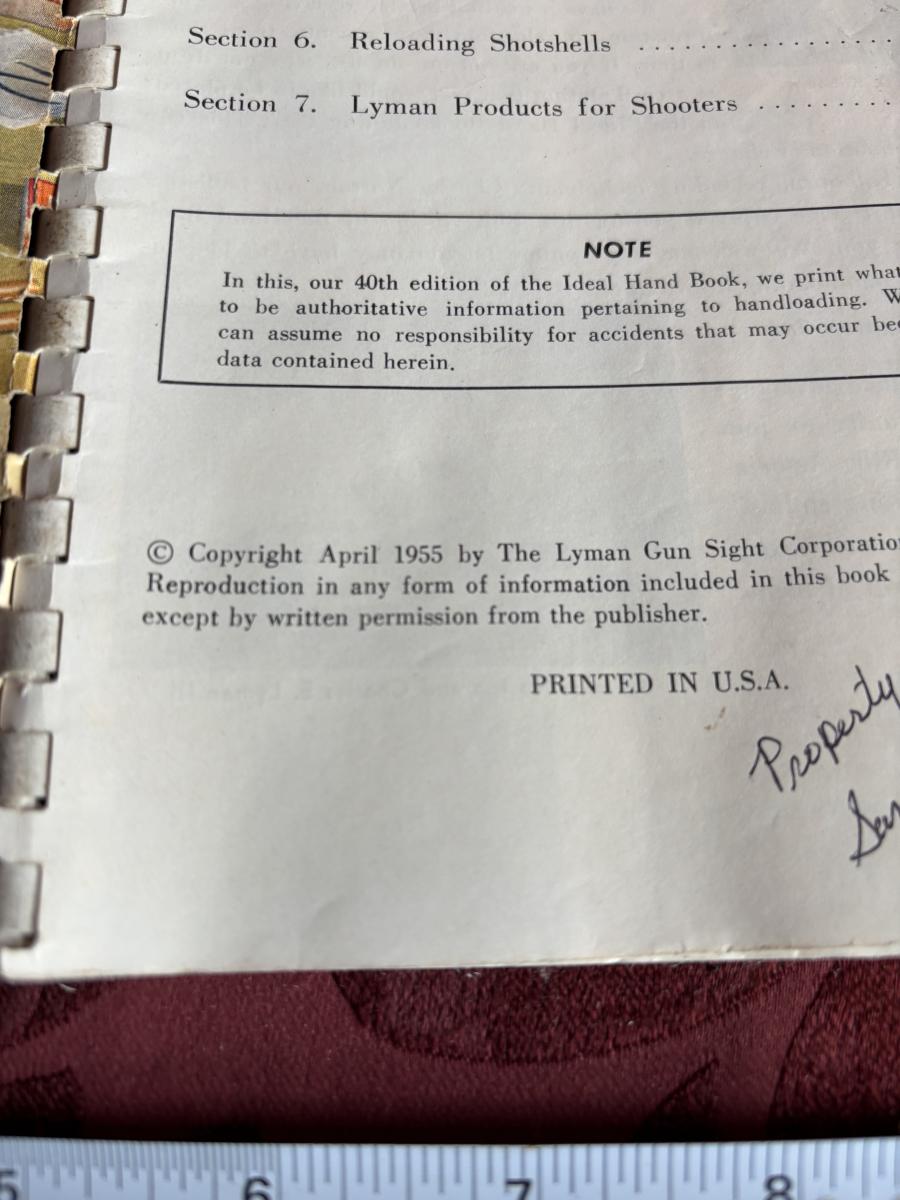 Section 6. Reloading Shotshells ..................
Section 7. Lyman Products for Shooters ..........
NOTE
In this, our 40th edition of the Ideal Hand Book, we print what
to be authoritative information pertaining to handloading. W
can assume no responsibility for accidents that may occur bec
data contained herein.
© Copyright April 1955 by The Lyman Gun Sight Corporatio
Reproduction in any form of information included in this book
except by written permission from the publisher.
PRINTED IN U.S.A.
Property
5 6 7 8